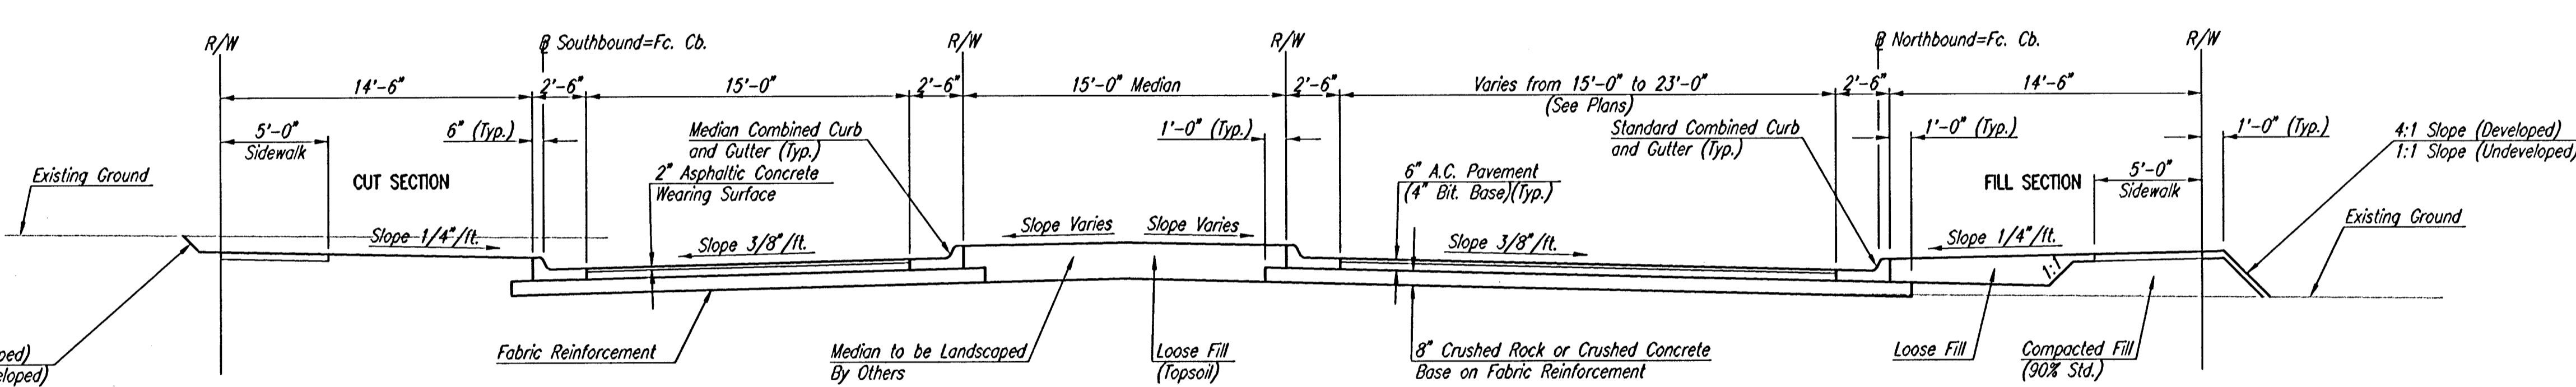 R/W
℄ Southbound=Fc. Cb.
R/W
R/W
℄ Northbound=Fc. Cb.
R/W
14'-6"
2'-6"
15'-0"
2'-6"
15'-0" Median
2'-6"
Varies from 15'-0" to 23'-0"
(See Plans)
2'-6"
14'-6"
5'-0"
Sidewalk
6" (Typ.)
Median Combined Curb
and Gutter (Typ.)
1'-0" (Typ.)
Standard Combined Curb
and Gutter (Typ.)
1'-0" (Typ.)
1'-0" (Typ.)
4:1 Slope (Developed)
1:1 Slope (Undeveloped)
Existing Ground
CUT SECTION
2" Asphaltic Concrete
Wearing Surface
6" A.C. Pavement
(4" Bit. Base)(Typ.)
FILL SECTION
5'-0"
Sidewalk
Existing Ground
Slope 1/4"/ft.
Slope 3/8"/ft.
Slope Varies
Slope Varies
Slope 3/8"/ft.
Slope 1/4"/ft.
1:1
Fabric Reinforcement
Median to be Landscaped
By Others
Loose Fill
(Topsoil)
8" Crushed Rock or Crushed Concrete
Base on Fabric Reinforcement
Loose Fill
Compacted Fill
(90% Std.)
ped)
eloped)